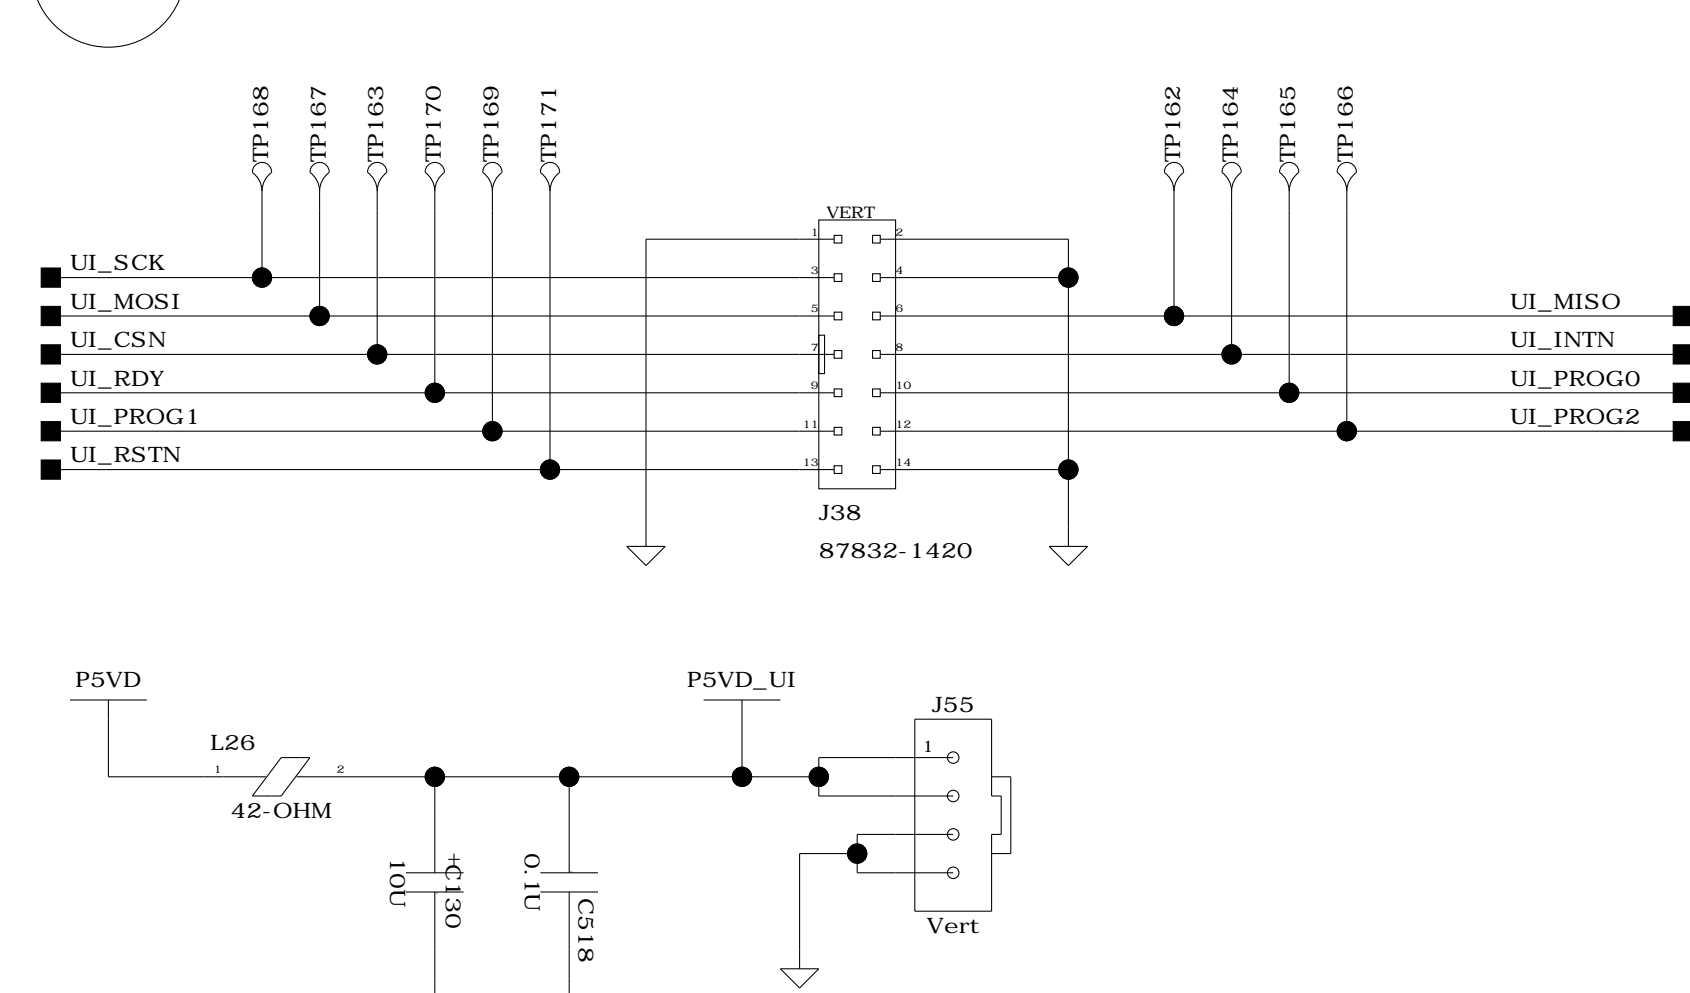 TP168
TP167
TP163
TP170
TP169
TP171
TP162
TP164
TP165
TP166
VERT
1
2
UI_SCK
3
4
UI_MOSI
5
6
UI_MISO
UI_CSN
7
8
UI_INTN
UI_RDY
9
10
UI_PROG0
UI_PROG1
11
12
UI_PROG2
UI_RSTN
13
14
J38
87832-1420
P5VD
P5VD_UI
J55
L26
1
2
42-OHM
1
10U
+C130
0.1U
C518
Vert